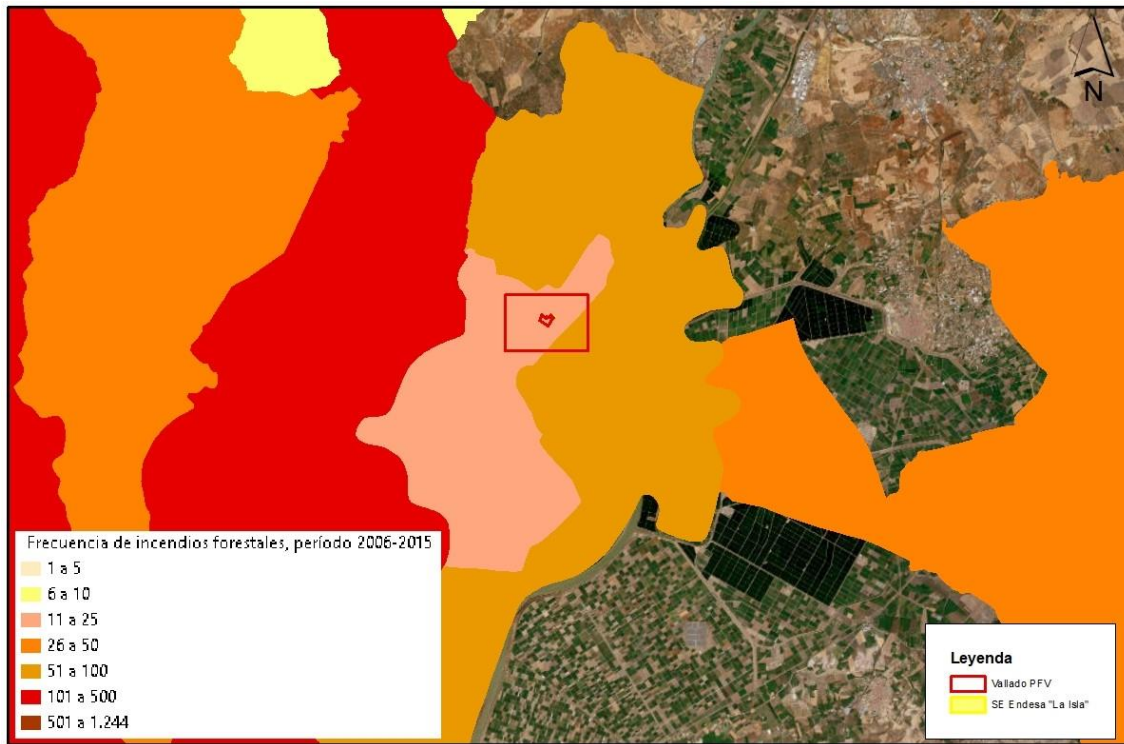 N
Frecuencia de incendios forestales, período 2006-2015
1 a 5
6 a 10
11 a 25
26 a 50
51 a 100
101 a 500
501 a 1.244
Leyenda
Vallado PFV
SE Endesa "La Isla"